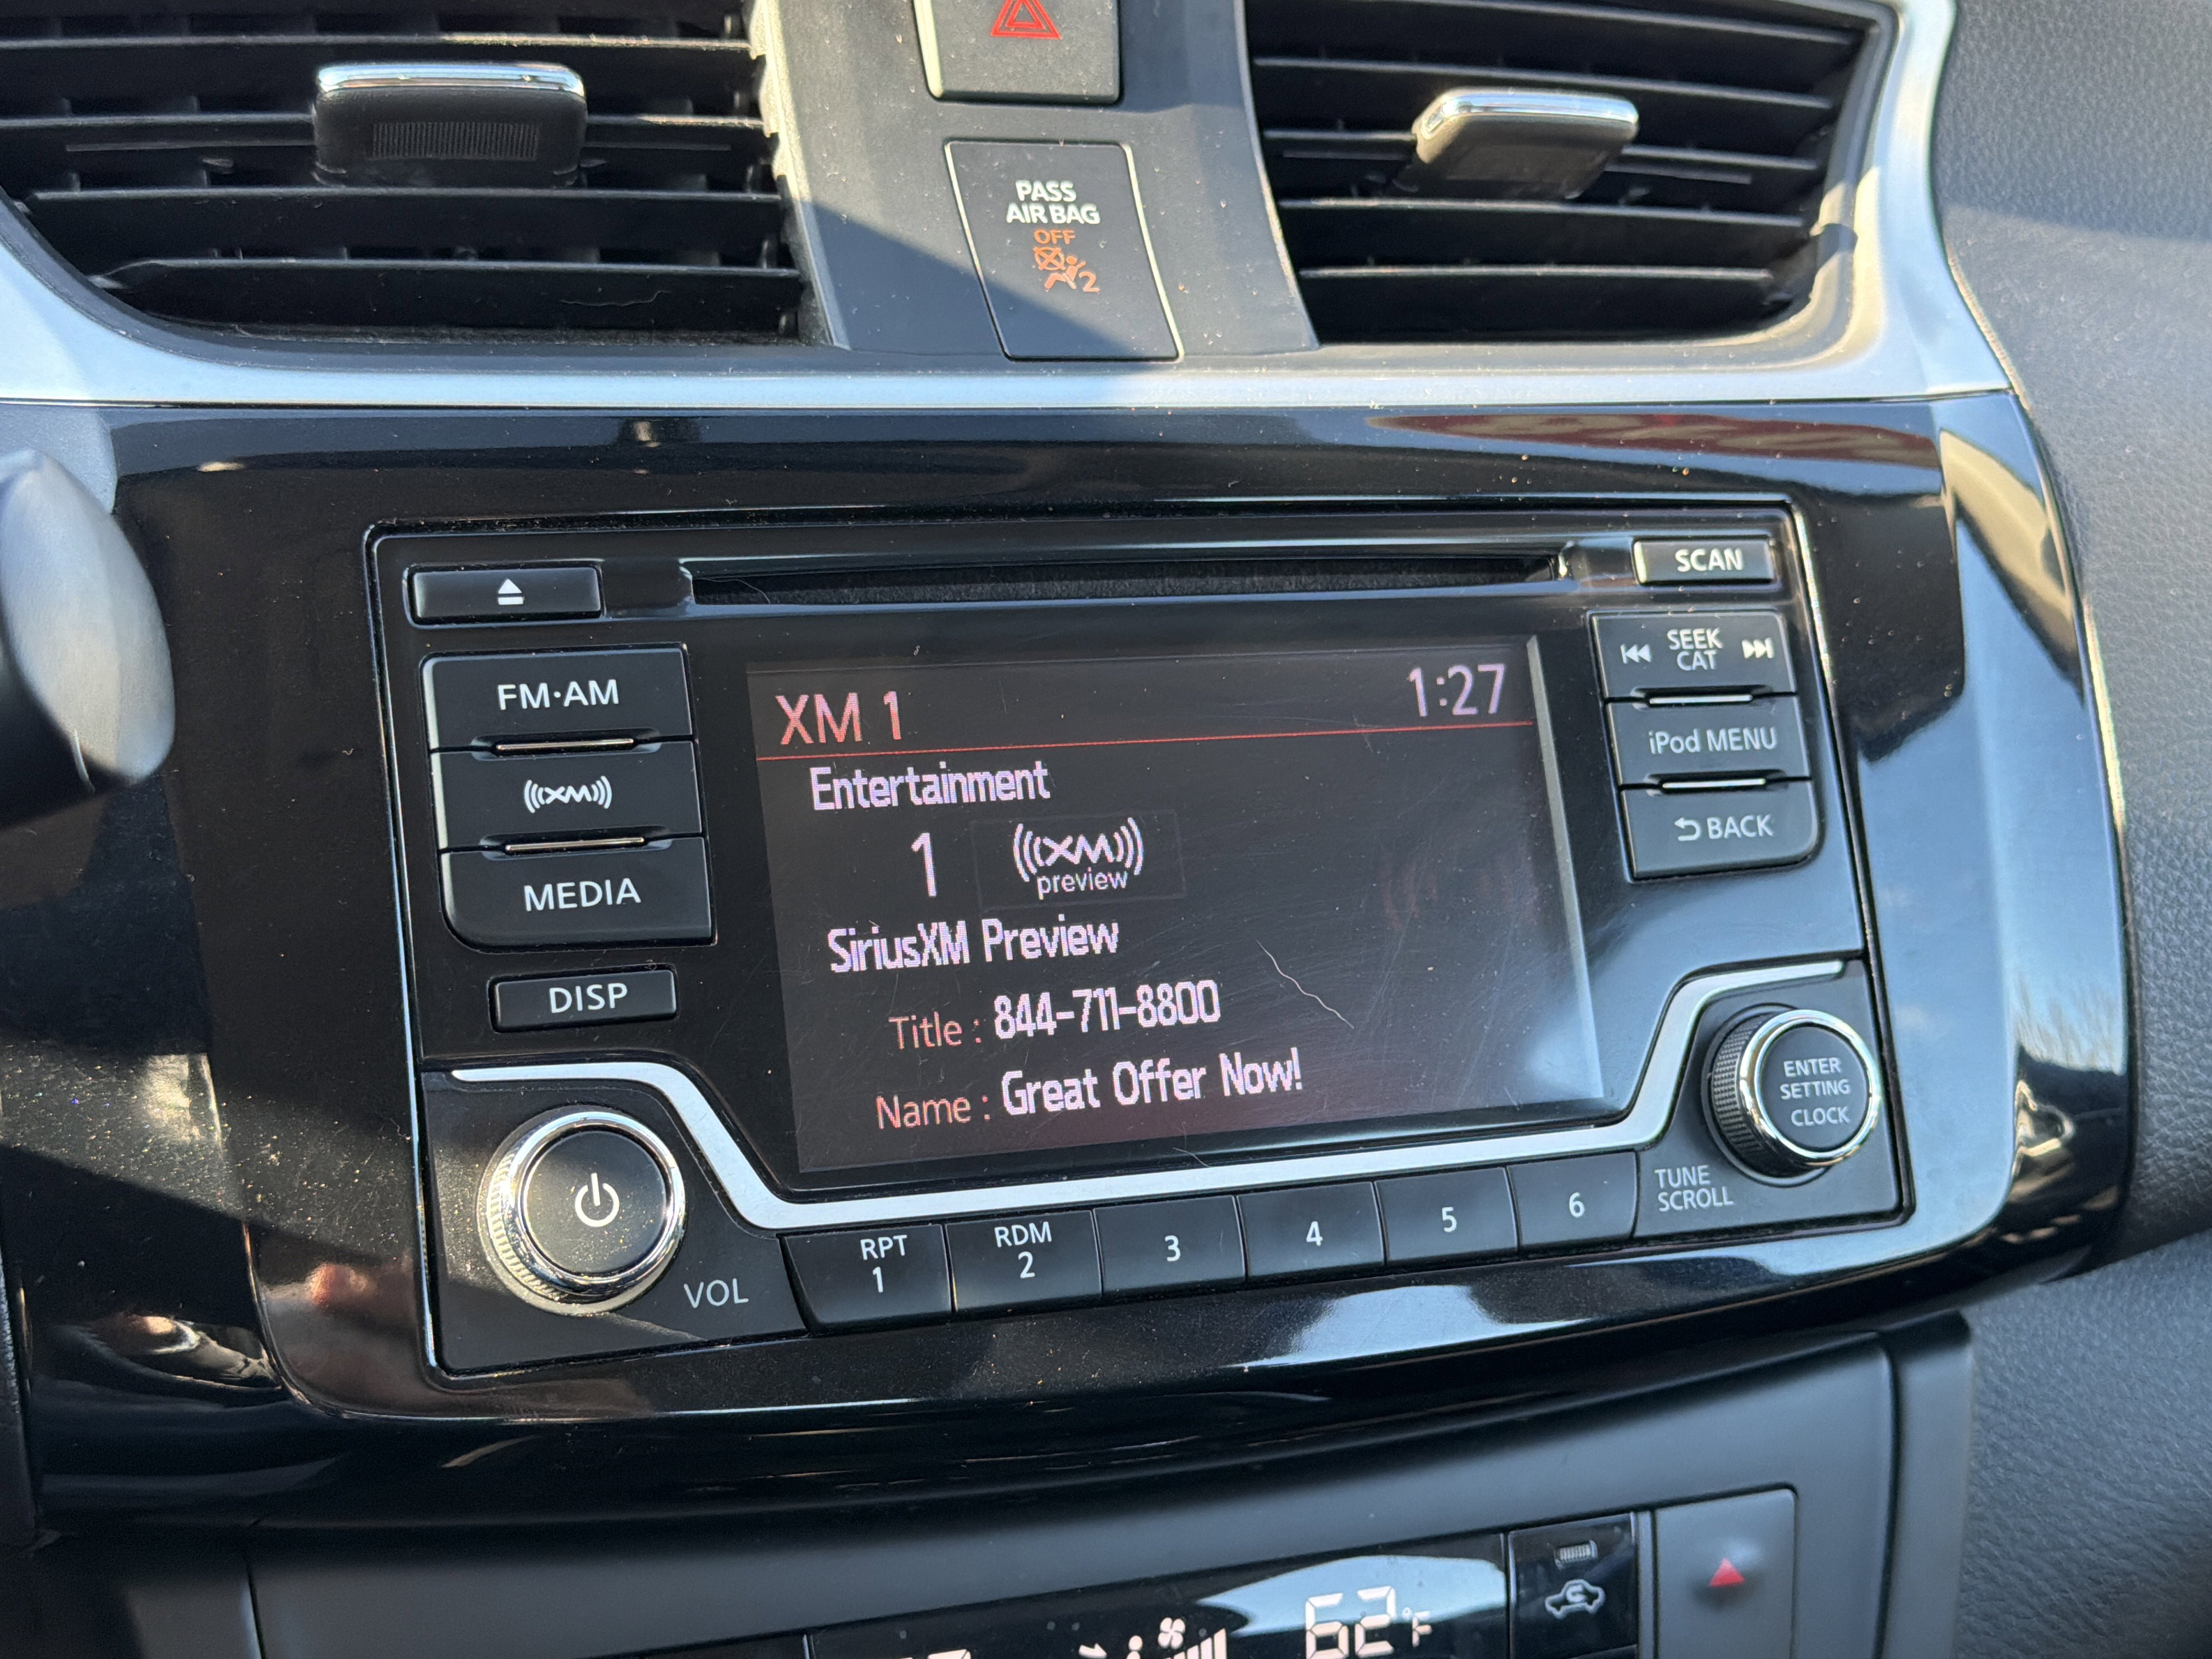 PASS
AIR BAG
OFF
2
SCAN
FM·AM
XM
MEDIA
DISP
XM 1
1:27
Entertainment
1
XM
preview
SiriusXM Preview
Title : 844-711-8800
Name : Great Offer Now!
SEEK
CAT
iPod MENU
BACK
ENTER
SETTING
CLOCK
TUNE
SCROLL
VOL
RPT
1
RDM
2
3
4
5
6
62°F